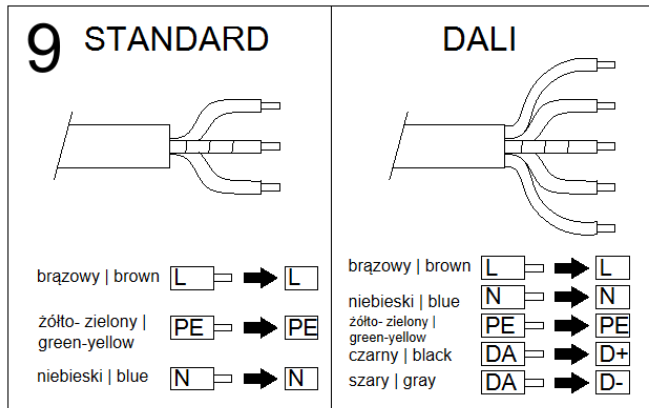 9 STANDARD
brązowy | brown L L
żółto- zielony |
green-yellow PE PE
niebieski | blue N N
DALI
brązowy | brown L L
niebieski | blue N N
żółto- zielony |
green-yellow PE PE
czarny | black DA D+
szary | gray DA D-